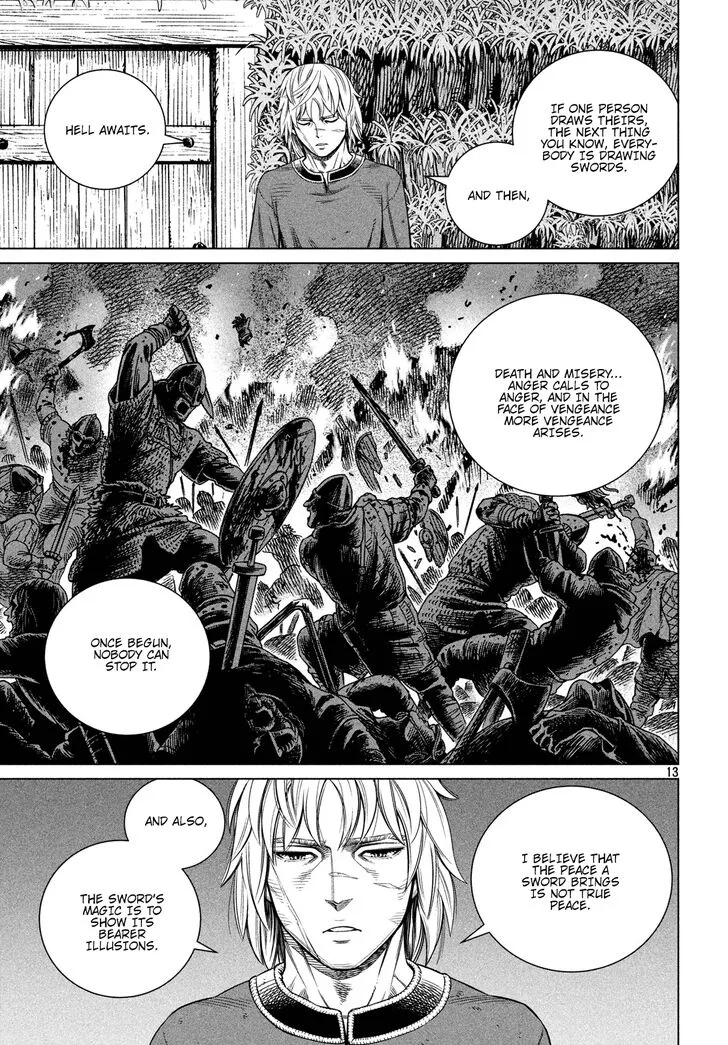 IF ONE PERSON
DRAWS THEIRS,
THE NEXT THING
YOU KNOW, EVERY-
BODY IS DRAWING
SWORDS.
AND THEN,
HELL AWAITS.
DEATH AND MISERY...
ANGER CALLS TO
ANGER, AND IN THE
FACE OF VENGEANCE
MORE VENGEANCE
ARISES.
ONCE BEGUN,
NOBODY CAN
STOP IT.
13
I BELIEVE THAT
THE PEACE A
SWORD BRINGS
IS NOT TRUE
PEACE.
AND ALSO,
THE SWORD'S
MAGIC IS TO
SHOW ITS
BEARER
ILLUSIONS.